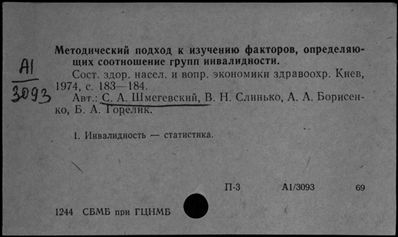 Методический подход к изучению факторов, определяю-
щих соотношение групп инвалидности.
А1
3093
Сост. здор. насел. и вопр. экономики здравоохр. Киев,
1974, с. 183—184.
Авт.: С. А. Шмегевский, В. Н. Слинько, А. А. Борисен-
ко, Б. А. Горелик.
1. Инвалидность — статистика.
П-3 А1/3093 69
1244 СБМБ при ГЦНМБ